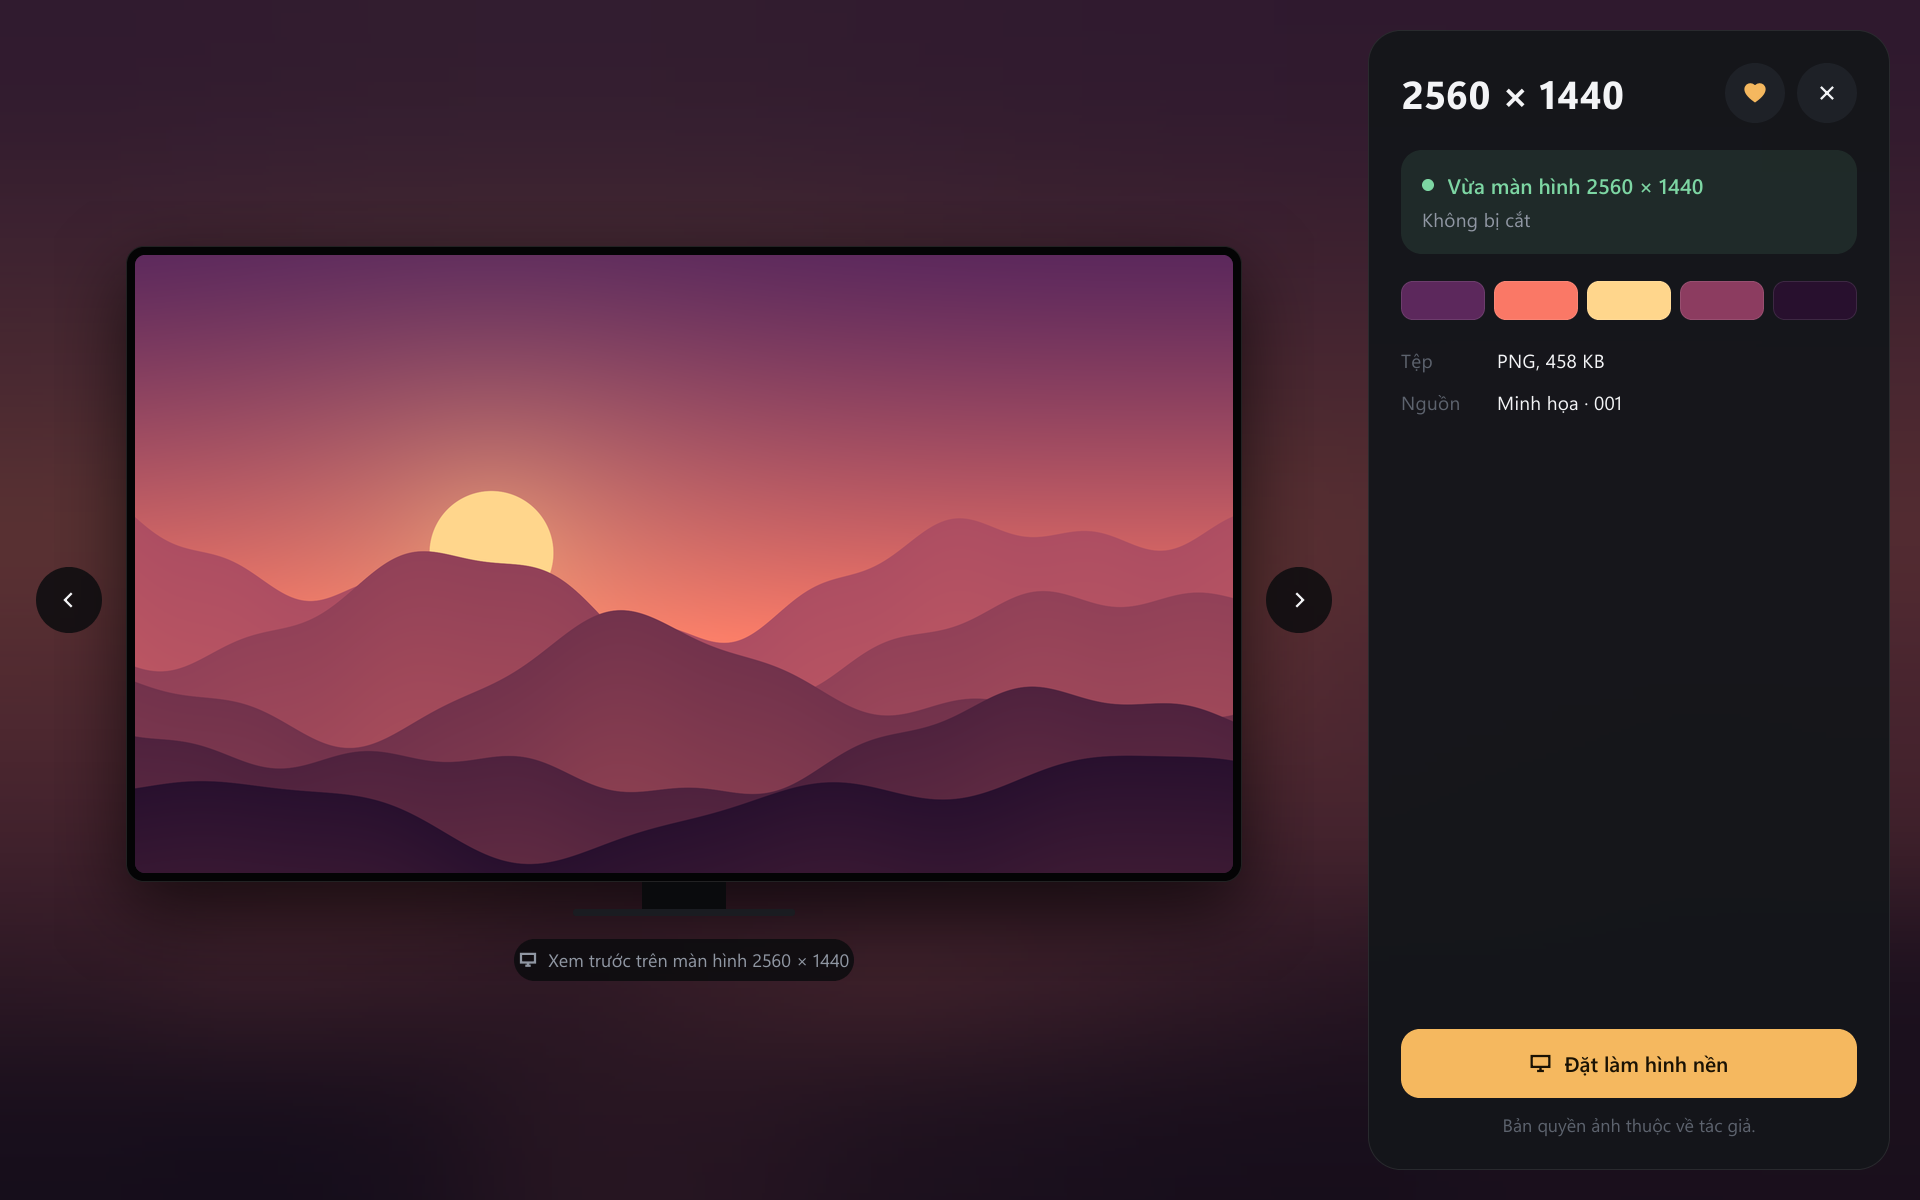 2560 × 1440
Vừa màn hình 2560 × 1440
Không bị cắt
Tệp PNG, 458 KB
Nguồn Minh họa · 001
Xem trước trên màn hình 2560 × 1440
Đặt làm hình nền
Bản quyền ảnh thuộc về tác giả.